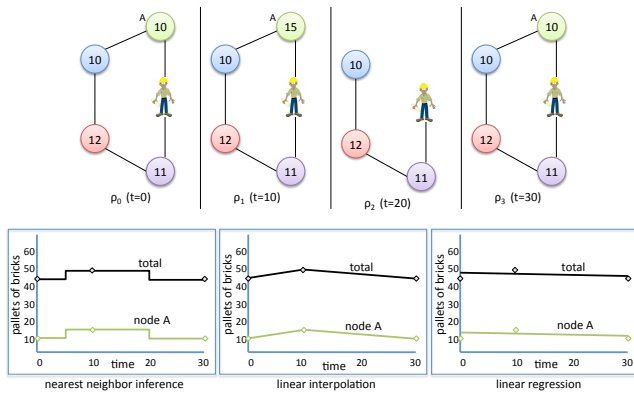 A
10
10
12
11
ρ0 (t=0)
A
15
10
12
11
ρ1 (t=10)
10
12
11
ρ2 (t=20)
A
10
10
12
11
ρ3 (t=30)
pallets of bricks
60
50
40
30
20
10
total
node A
0
10
time
20
30
nearest neighbor inference
pallets of bricks
60
50
40
30
20
10
total
node A
0
10
time
20
30
linear interpolation
pallets of bricks
60
50
40
30
20
10
total
node A
0
10
time
20
30
linear regression